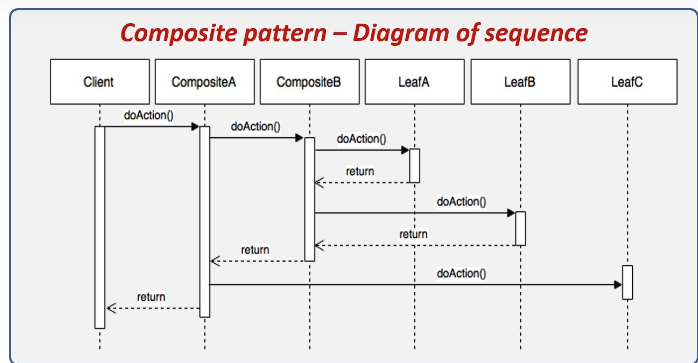 Composite pattern – Diagram of sequence
Client CompositeA CompositeB LeafA LeafB LeafC
doAction()
doAction()
doAction()
return
doAction()
return
return
doAction()
return